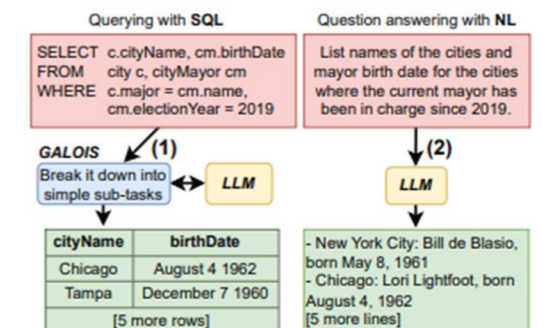 Querying with SQL
SELECT c.cityName, cm.birthDate
FROM city c, cityMayor cm
WHERE c.major = cm.name,
cm.electionYear = 2019
(1)
GALOIS
Break it down into
simple sub-tasks
LLM
cityName birthDate
Chicago August 4 1962
Tampa December 7 1960
[5 more rows]
Question answering with NL
List names of the cities and
mayor birth date for the cities
where the current mayor has
been in charge since 2019.
(2)
LLM
- New York City: Bill de Blasio,
born May 8, 1961
- Chicago: Lori Lightfoot, born
August 4, 1962
[5 more lines]